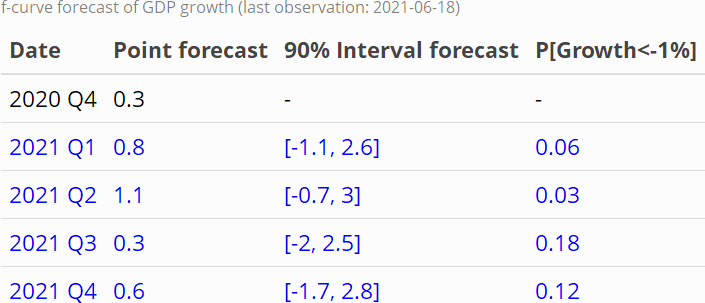 f-curve forecast of GDP growth (last observation: 2021-06-18)
Date Point forecast 90% Interval forecast P[Growth<-1%]
2020 Q4 0.3 - -
2021 Q1 0.8 [-1.1, 2.6] 0.06
2021 Q2 1.1 [-0.7, 3] 0.03
2021 Q3 0.3 [-2, 2.5] 0.18
2021 Q4 0.6 [-1.7, 2.8] 0.12